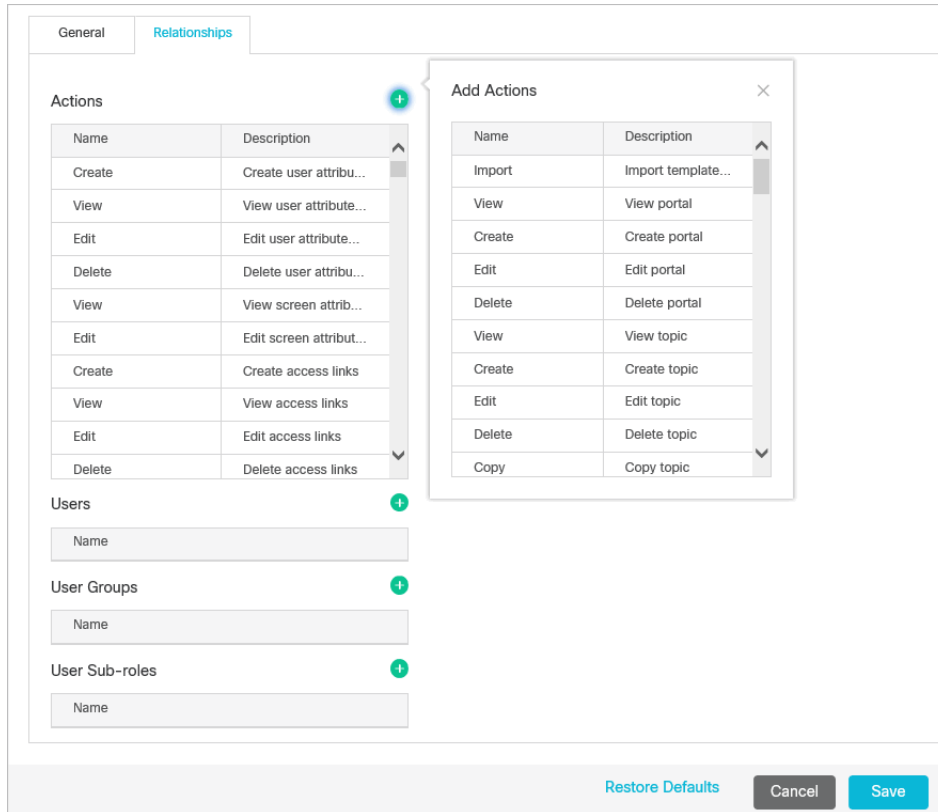 General Relationships
Actions
Name Description
Create Create user attribu...
View View user attribute...
Edit Edit user attribute...
Delete Delete user attribu...
View View screen attrib...
Edit Edit screen attribut...
Create Create access links
View View access links
Edit Edit access links
Delete Delete access links
Users
Name
User Groups
Name
User Sub-roles
Name
Add Actions
Name Description
Import Import template...
View View portal
Create Create portal
Edit Edit portal
Delete Delete portal
View View topic
Create Create topic
Edit Edit topic
Delete Delete topic
Copy Copy topic
Restore Defaults Cancel Save